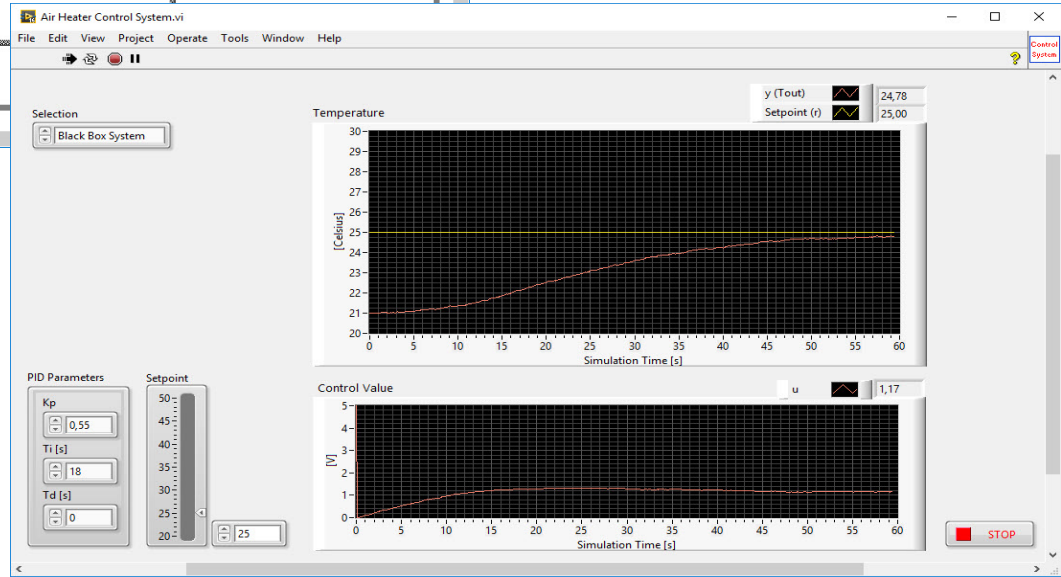 Air Heater Control System.vi
File Edit View Project Operate Tools Window Help
Control
System
Selection
Black Box System
Temperature
y (Tout) 24,78
Setpoint (r) 25,00
30
29
28
27
26
25
24
23
22
21
20
[Celsius]
0 5 10 15 20 25 30 35 40 45 50 55 60
Simulation Time [s]
PID Parameters
Kp
0,55
Ti [s]
18
Td [s]
0
Setpoint
50
45
40
35
30
25
20
25
Control Value
u 1,17
5
4
3
2
1
0
[V]
0 5 10 15 20 25 30 35 40 45 50 55 60
Simulation Time [s]
STOP